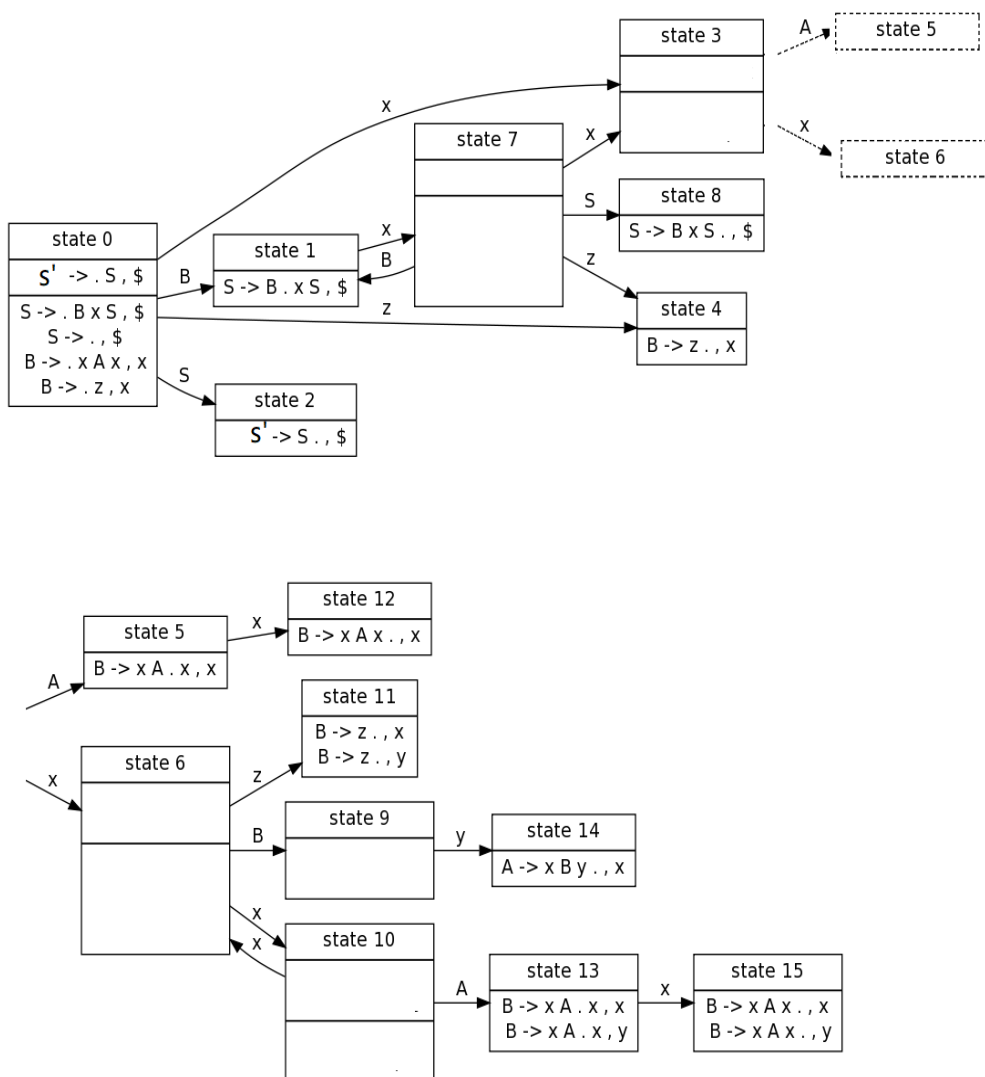 state 3
A
state 5
x
x
state 6
state 7
x
state 8
S
S -> B x S . , $
state 0
S' -> . S , $
B
state 1
S -> B . x S , $
x
B
z
S -> . B x S , $
S -> . , $
B -> . x A x , x
B -> . z , x
z
state 4
B -> z . , x
S
state 2
S' -> S . , $
state 12
B -> x A x . , x
state 5
x
B -> x A . x , x
A
state 11
B -> z . , x
B -> z . , y
state 6
x
z
state 9
B
y
state 14
A -> x B y . , x
x
x
state 10
A
state 13
B -> x A . x , x
B -> x A . x , y
x
state 15
B -> x A x . , x
B -> x A x . , y